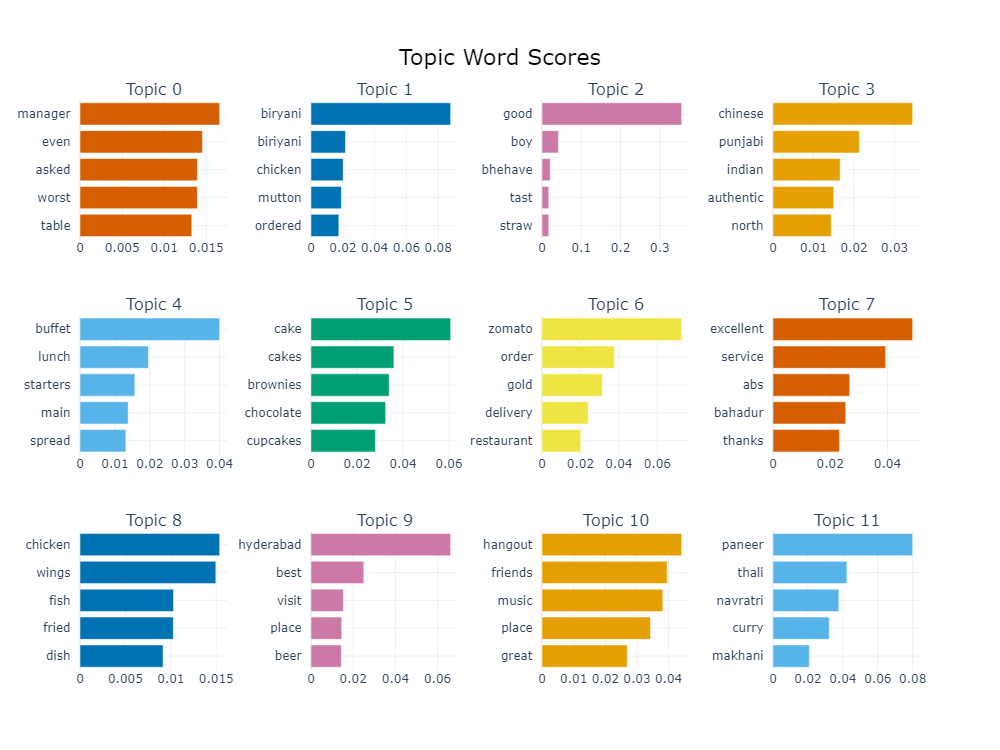 Topic Word Scores
Topic 0
manager
even
asked
worst
table
0 0.005 0.01 0.015
Topic 1
biryani
biriyani
chicken
mutton
ordered
0 0.02 0.04 0.06 0.08
Topic 2
good
boy
bhehave
tast
straw
0 0.1 0.2 0.3
Topic 3
chinese
punjabi
indian
authentic
north
0 0.01 0.02 0.03
Topic 4
buffet
lunch
starters
main
spread
0 0.01 0.02 0.03 0.04
Topic 5
cake
cakes
brownies
chocolate
cupcakes
0 0.02 0.04 0.06
Topic 6
zomato
order
gold
delivery
restaurant
0 0.02 0.04 0.06
Topic 7
excellent
service
abs
bahadur
thanks
0 0.02 0.04
Topic 8
chicken
wings
fish
fried
dish
0 0.005 0.01 0.015
Topic 9
hyderabad
best
visit
place
beer
0 0.02 0.04 0.06
Topic 10
hangout
friends
music
place
great
0 0.01 0.02 0.03 0.04
Topic 11
paneer
thali
navratri
curry
makhani
0 0.02 0.04 0.06 0.08